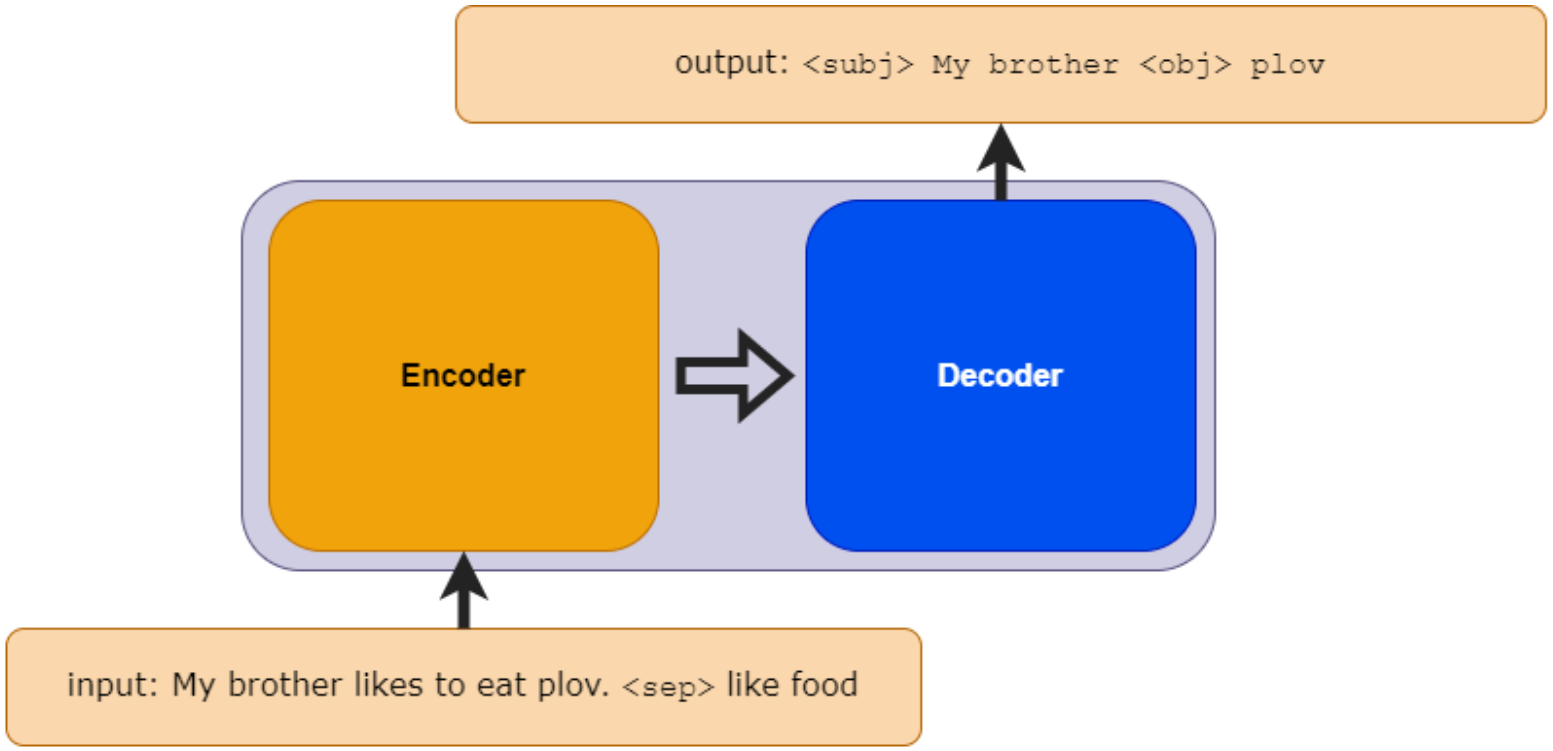 output: <subj> My brother <obj> plov
Encoder
Decoder
input: My brother likes to eat plov. <sep> like food